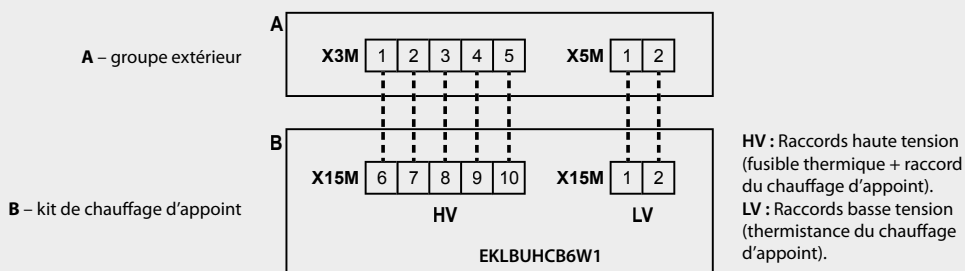 A
A – groupe extérieur
X3M 1 2 3 4 5 X5M 1 2
B
X15M 6 7 8 9 10 X15M 1 2
HV LV
B – kit de chauffage d'appoint
EKLBUHCB6W1
HV : Raccords haute tension
(fusible thermique + raccord
du chauffage d'appoint).
LV : Raccords basse tension
(thermistance du chauffage
d'appoint).